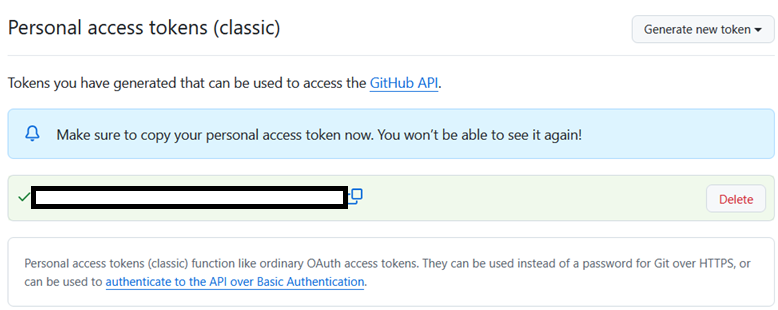 Personal access tokens (classic)
Generate new token
Tokens you have generated that can be used to access the GitHub API.
Make sure to copy your personal access token now. You won’t be able to see it again!
Delete
Personal access tokens (classic) function like ordinary OAuth access tokens. They can be used instead of a password for Git over HTTPS, or
can be used to authenticate to the API over Basic Authentication.